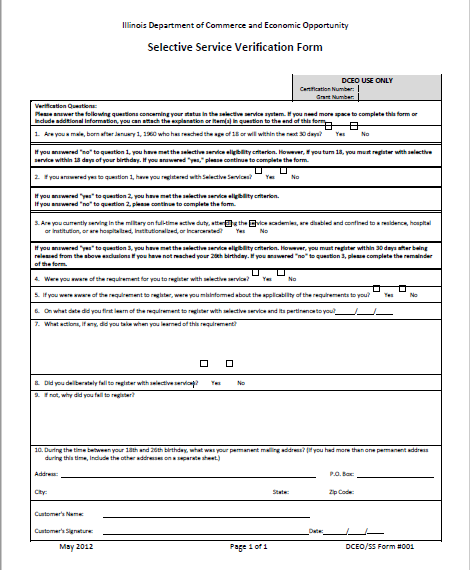 Illinois Department of Commerce and Economic Opportunity
Selective Service Verification Form
DCEO USE ONLY
Certification Number:
Grant Number:
Verification Questions:
Please answer the following questions concerning your status in the selective service system. If you need more space to complete this form or
include additional information, you can attach the explanation or item(s) in question to the end of this form.
1. Are you a male, born after January 1, 1960 who has reached the age of 18 or will within the next 30 days? Yes No
If you answered "no" to question 1, you have met the selective service eligibility criterion. However, if you turn 18, you must register with selective
service within 18 days of your birthday. If you answered "yes," please continue to complete the form.
2. If you answered yes to question 1, have you registered with Selective Services? Yes No
If you answered "yes" to question 2, you have met the selective service eligibility criterion.
If you answered "no" to question 2, please continue to complete the form.
3. Are you currently serving in the military on full-time active duty, attending the service academies, are disabled and confined to a residence, hospital
or institution, or are hospitalized, institutionalized, or incarcerated? Yes No
If you answered "yes" to question 3, you have met the selective service eligibility criterion. However, you must register within 30 days after being
released from the above exclusions if you have not reached your 26th birthday. If you answered "no" to question 3, please complete the remainder
of the form.
4. Were you aware of the requirement for you to register with selective service? Yes No
5. If you were aware of the requirement to register, were you misinformed about the applicability of the requirements to you? Yes No
6. On what date did you first learn of the requirement to register with selective service and its pertinence to you? ____/____/____
7. What actions, if any, did you take when you learned of this requirement?
8. Did you deliberately fail to register with selective service? Yes No
9. If not, why did you fail to register?
10. During the time between your 18th and 26th birthday, what was your permanent mailing address? (If you had more than one permanent address
during this time, include the other addresses on a separate sheet.)
Address: P.O. Box:
City: State: Zip Code:
Customer's Name:
Customer's Signature: Date: ____/____/____
May 2012 Page 1 of 1 DCEO/SS Form #001